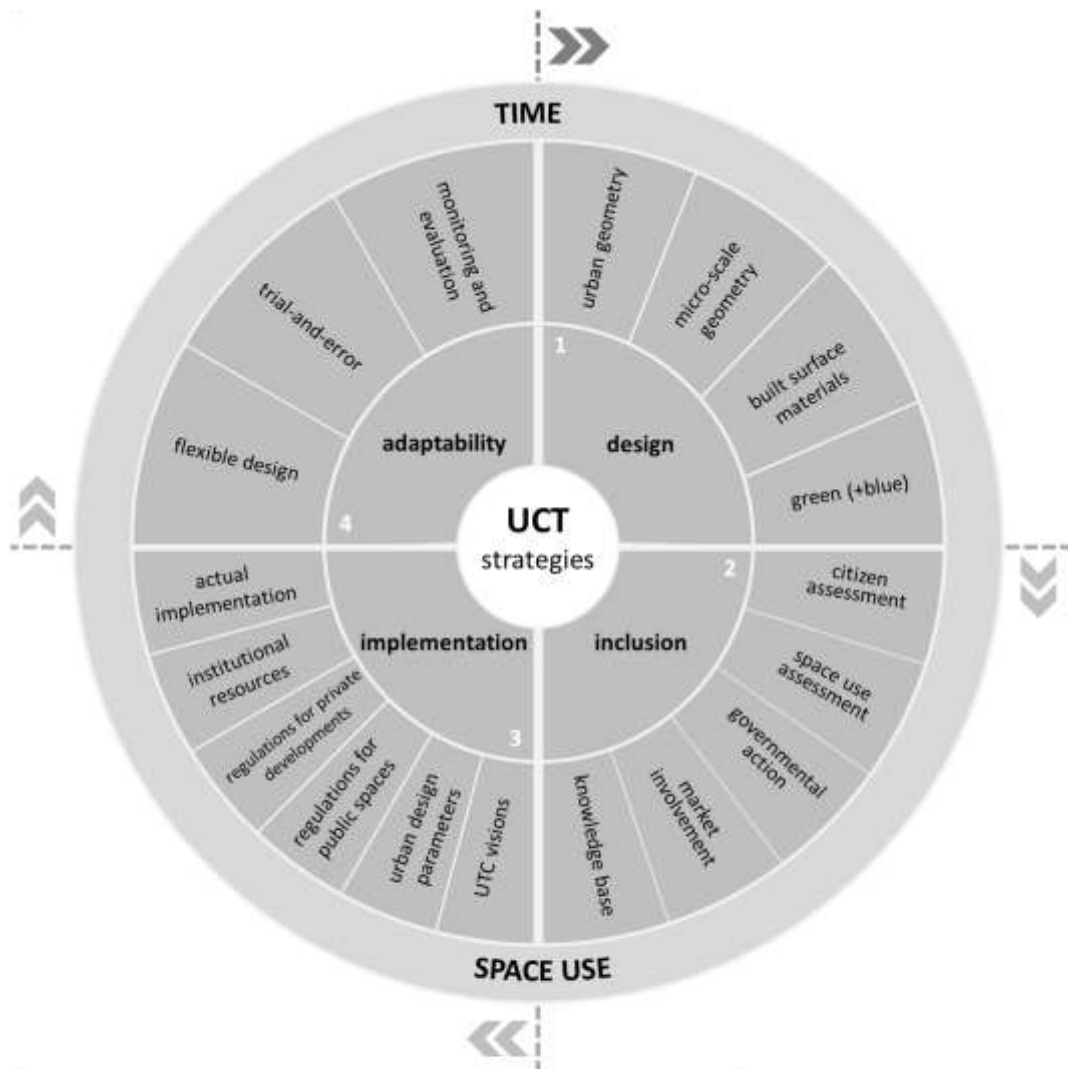 TIME
monitoring and
evaluation
urban geometry
micro-scale
geometry
trial-and-error
built surface
materials
1
adaptability
design
flexible design
green (+blue)
4
UCT
strategies
2
actual
implementation
citizen
assessment
implementation
inclusion
institutional
resources
space use
assessment
regulations for private
developments
governmental
action
3
regulations for
public spaces
urban design
parameters
UTC visions
knowledge base
market
involvement
SPACE USE